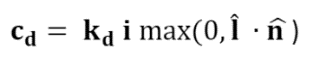 c_d = k_d i max(0, l̂ · n̂ )